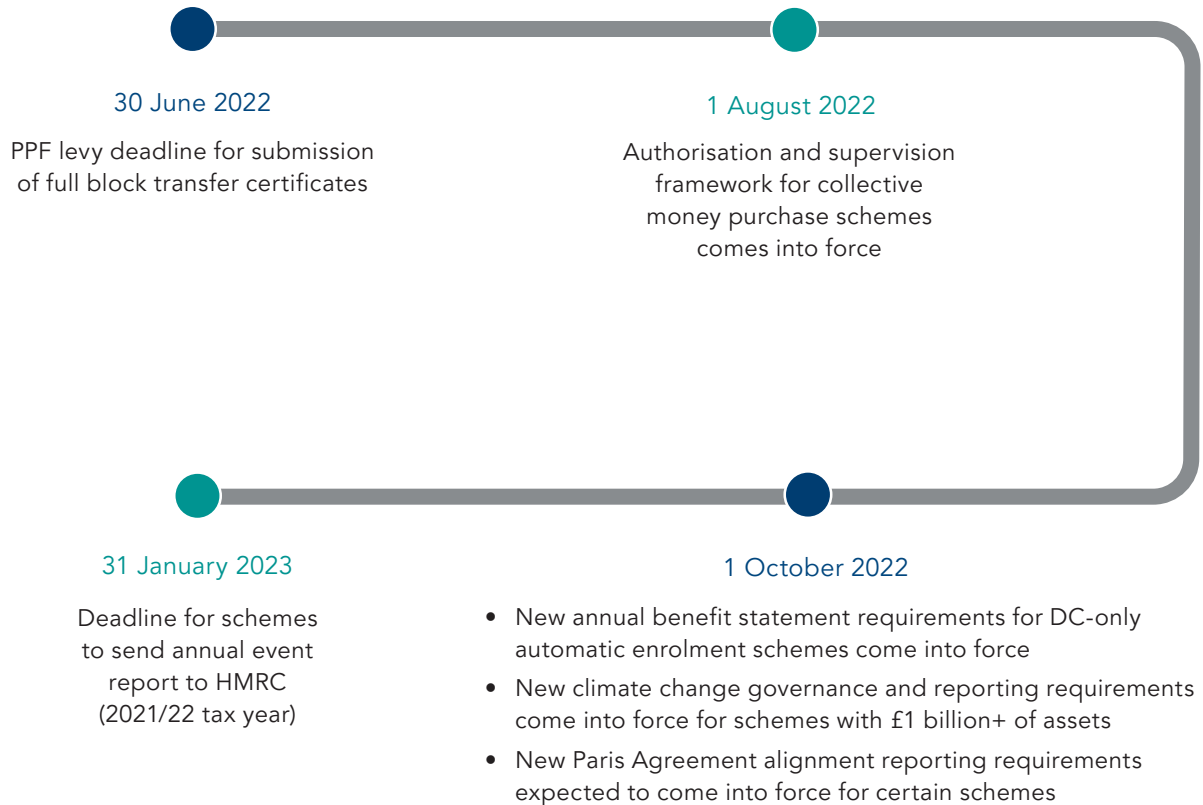 30 June 2022
PPF levy deadline for submission
of full block transfer certificates
1 August 2022
Authorisation and supervision
framework for collective
money purchase schemes
comes into force
1 October 2022
• New annual benefit statement requirements for DC-only
automatic enrolment schemes come into force
• New climate change governance and reporting requirements
come into force for schemes with £1 billion+ of assets
• New Paris Agreement alignment reporting requirements
expected to come into force for certain schemes
31 January 2023
Deadline for schemes
to send annual event
report to HMRC
(2021/22 tax year)